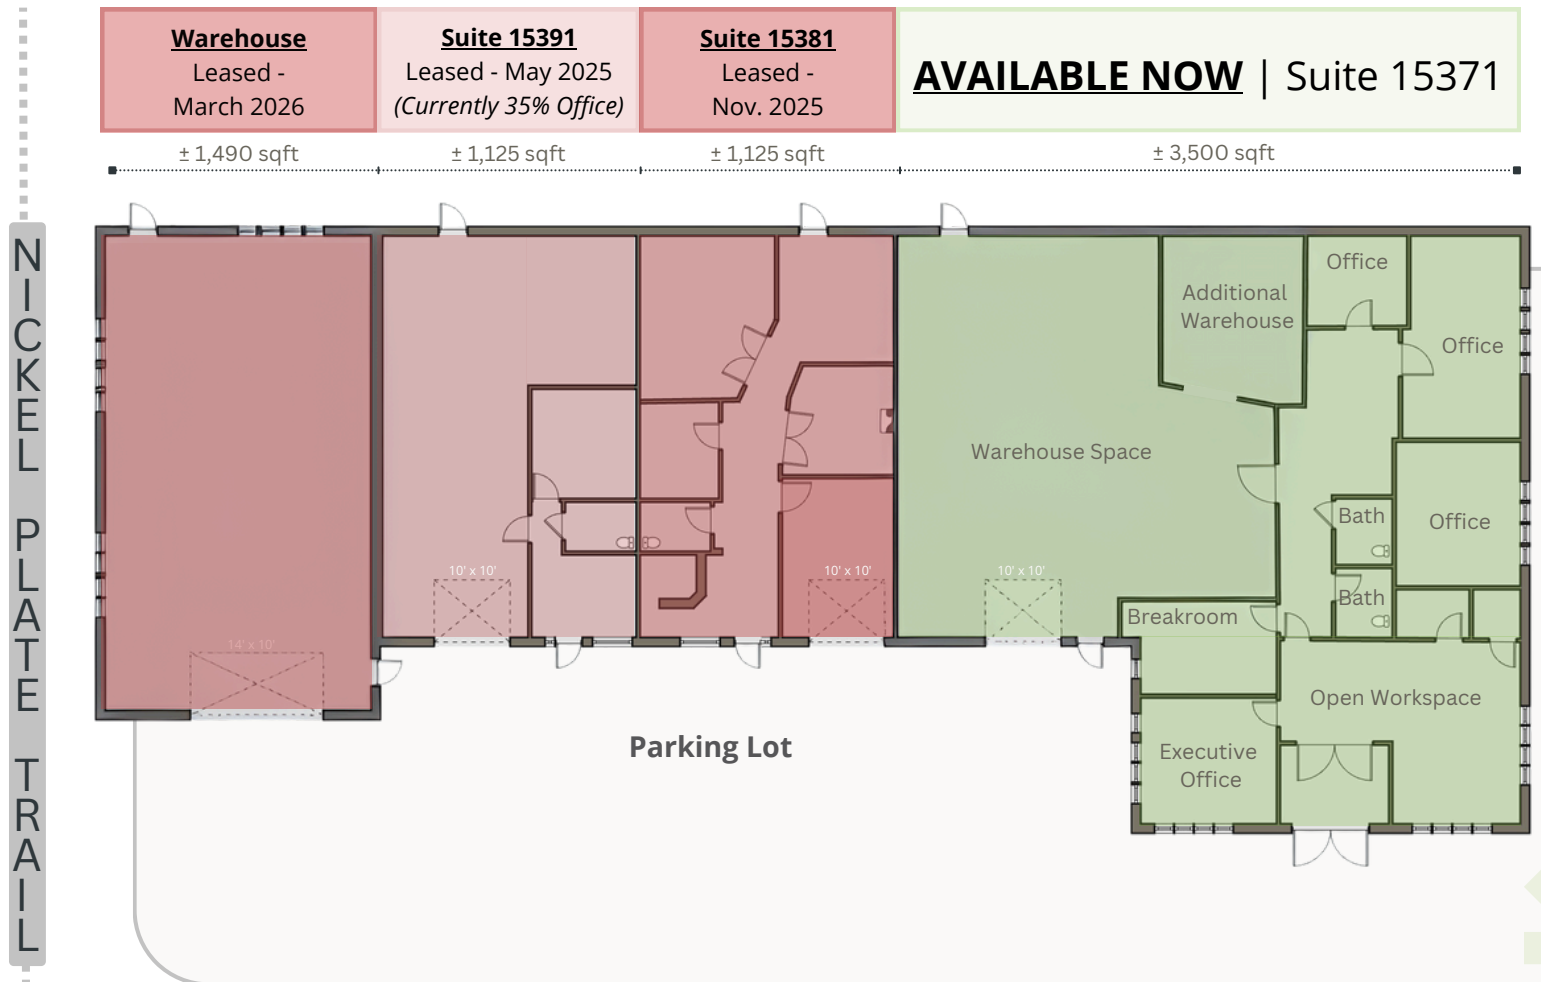 Warehouse
Leased -
March 2026
Suite 15391
Leased - May 2025
(Currently 35% Office)
Suite 15381
Leased -
Nov. 2025
AVAILABLE NOW | Suite 15371
± 1,490 sqft
± 1,125 sqft
± 1,125 sqft
± 3,500 sqft
NICKEL PLATE TRAIL
Office
Additional
Warehouse
Office
Warehouse Space
Bath
Office
10' x 10'
10' x 10'
10' x 10'
Bath
Breakroom
14' x 10'
Open Workspace
Parking Lot
Executive
Office